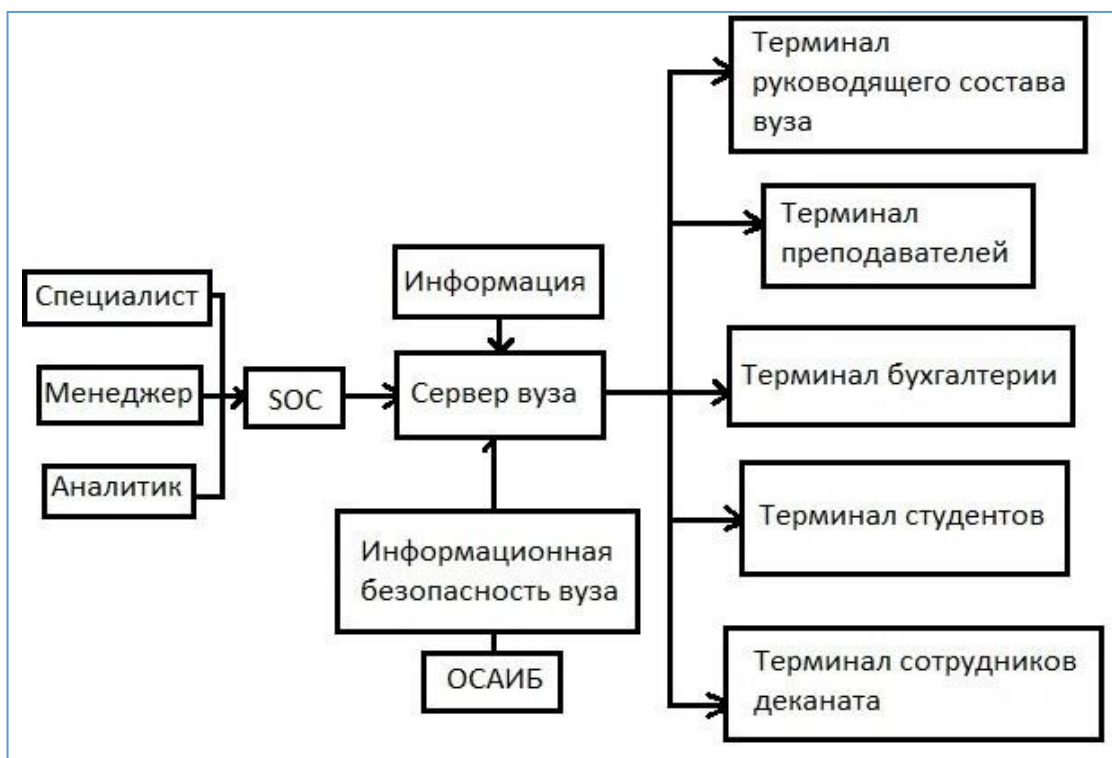 Специалист
Менеджер
Аналитик
SOC
Информация
Сервер вуза
Информационная
безопасность вуза
ОСАИБ
Терминал
руководящего состава
вуза
Терминал
преподавателей
Терминал бухгалтерии
Терминал студентов
Терминал сотрудников
деканата